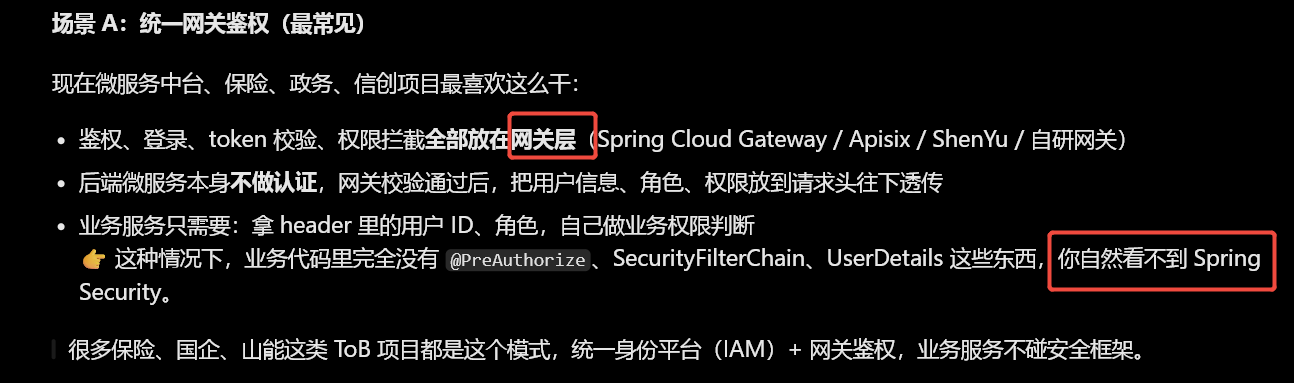 场景 A：统一网关鉴权（最常见）
现在微服务中台、保险、政务、信创项目最喜欢这么干：
• 鉴权、登录、token 校验、权限拦截全部放在网关层（Spring Cloud Gateway / Apisix / ShenYu / 自研网关）
• 后端微服务本身不做认证，网关校验通过后，把用户信息、角色、权限放到请求头往下透传
• 业务服务只需要：拿 header 里的用户 ID、角色，自己做业务权限判断
👉 这种情况下，业务代码里完全没有 @PreAuthorize、SecurityFilterChain、UserDetails 这些东西，你自然看不到 Spring
Security。
很多保险、国企、山能这类 ToB 项目都是这个模式，统一身份平台（IAM）+ 网关鉴权，业务服务不碰安全框架。